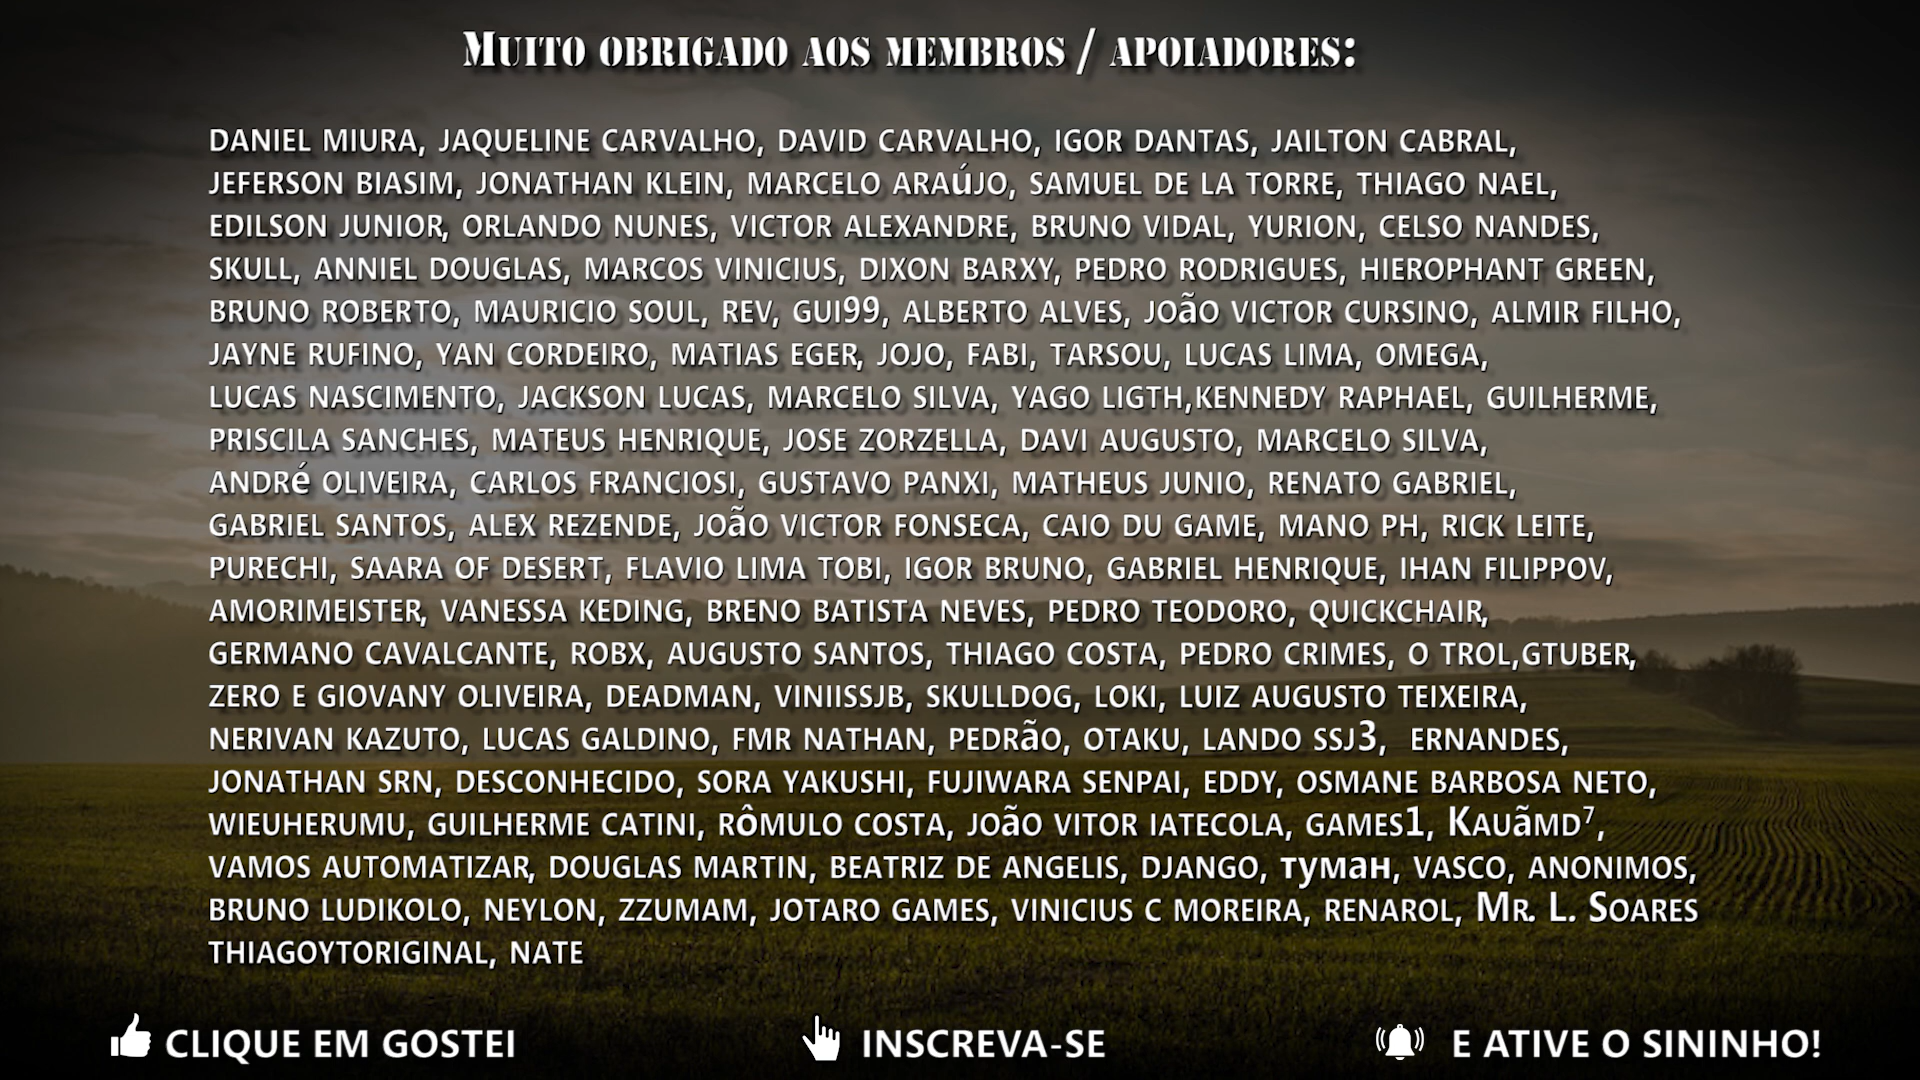 Muito obrigado aos membros / apoiadores:
DANIEL MIURA, JAQUELINE CARVALHO, DAVID CARVALHO, IGOR DANTAS, JAILTON CABRAL,
JEFERSON BIASIM, JONATHAN KLEIN, MARCELO ARAúJO, SAMUEL DE LA TORRE, THIAGO NAEL,
EDILSON JUNIOR, ORLANDO NUNES, VICTOR ALEXANDRE, BRUNO VIDAL, YURION, CELSO NANDES,
SKULL, ANNIEL DOUGLAS, MARCOS VINICIUS, DIXON BARXY, PEDRO RODRIGUES, HIEROPHANT GREEN,
BRUNO ROBERTO, MAURICIO SOUL, REV, GUI99, ALBERTO ALVES, JOãO VICTOR CURSINO, ALMIR FILHO,
JAYNE RUFINO, YAN CORDEIRO, MATIAS EGER, JOJO, FABI, TARSOU, LUCAS LIMA, OMEGA,
LUCAS NASCIMENTO, JACKSON LUCAS, MARCELO SILVA, YAGO LIGTH,KENNEDY RAPHAEL, GUILHERME,
PRISCILA SANCHES, MATEUS HENRIQUE, JOSE ZORZELLA, DAVI AUGUSTO, MARCELO SILVA,
ANDRé OLIVEIRA, CARLOS FRANCIOSI, GUSTAVO PANXI, MATHEUS JUNIO, RENATO GABRIEL,
GABRIEL SANTOS, ALEX REZENDE, JOãO VICTOR FONSECA, CAIO DU GAME, MANO PH, RICK LEITE,
PURECHI, SAARA OF DESERT, FLAVIO LIMA TOBI, IGOR BRUNO, GABRIEL HENRIQUE, IHAN FILIPPOV,
AMORIMEISTER, VANESSA KEDING, BRENO BATISTA NEVES, PEDRO TEODORO, QUICKCHAIR,
GERMANO CAVALCANTE, ROBX, AUGUSTO SANTOS, THIAGO COSTA, PEDRO CRIMES, O TROL,GTUBER,
ZERO E GIOVANY OLIVEIRA, DEADMAN, VINIISSJB, SKULLDOG, LOKI, LUIZ AUGUSTO TEIXEIRA,
NERIVAN KAZUTO, LUCAS GALDINO, FMR NATHAN, PEDRãO, OTAKU, LANDO SSJ3, ERNANDES,
JONATHAN SRN, DESCONHECIDO, SORA YAKUSHI, FUJIWARA SENPAI, EDDY, OSMANE BARBOSA NETO,
WIEUHERUMU, GUILHERME CATINI, RÔMULO COSTA, JOãO VITOR IATECOLA, GAMES1, KAUãMD⁷,
VAMOS AUTOMATIZAR, DOUGLAS MARTIN, BEATRIZ DE ANGELIS, DJANGO, туман, VASCO, ANONIMOS,
BRUNO LUDIKOLO, NEYLON, ZZUMAM, JOTARO GAMES, VINICIUS C MOREIRA, RENAROL, MR. L. SOARES
THIAGOYTORIGINAL, NATE
CLIQUE EM GOSTEI INSCREVA-SE E ATIVE O SININHO!